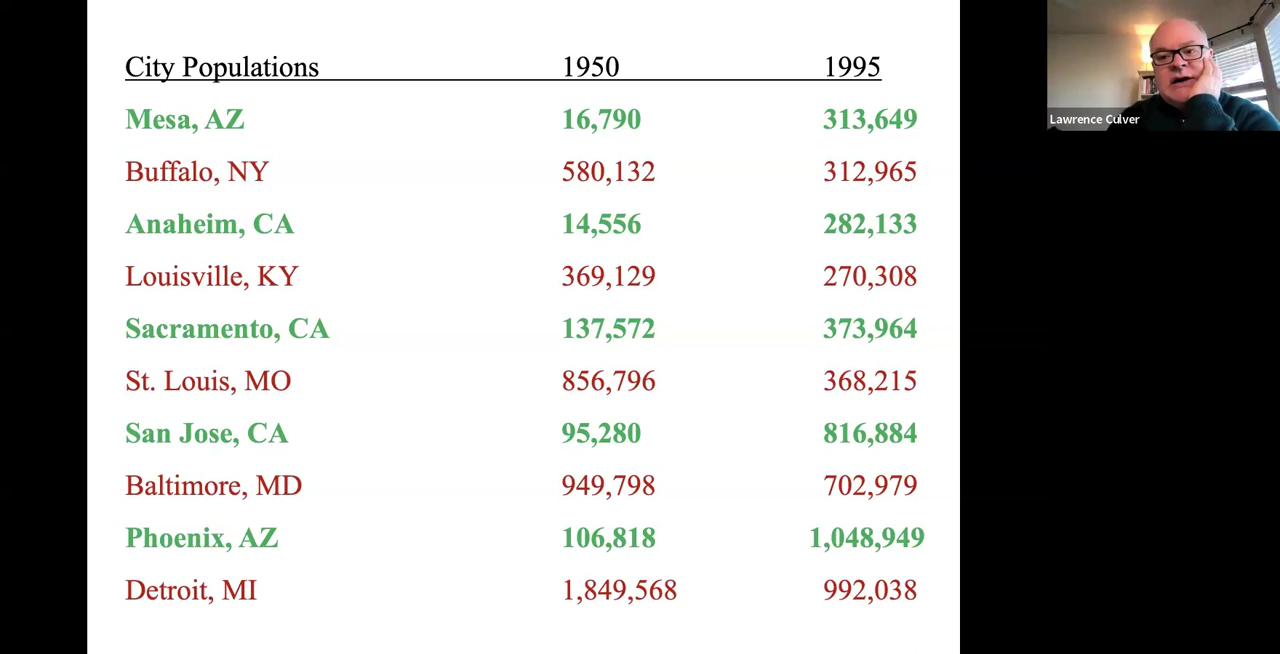 City Populations 1950 1995
Mesa, AZ 16,790 313,649
Buffalo, NY 580,132 312,965
Anaheim, CA 14,556 282,133
Louisville, KY 369,129 270,308
Sacramento, CA 137,572 373,964
St. Louis, MO 856,796 368,215
San Jose, CA 95,280 816,884
Baltimore, MD 949,798 702,979
Phoenix, AZ 106,818 1,048,949
Detroit, MI 1,849,568 992,038
Lawrence Culver